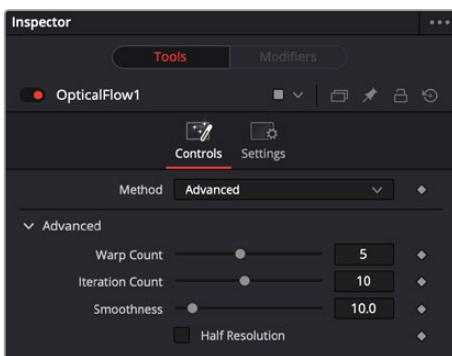 Inspector
Tools Modifiers
OpticalFlow1
Controls Settings
Method Advanced
Advanced
Warp Count 5
Iteration Count 10
Smoothness 10.0
Half Resolution